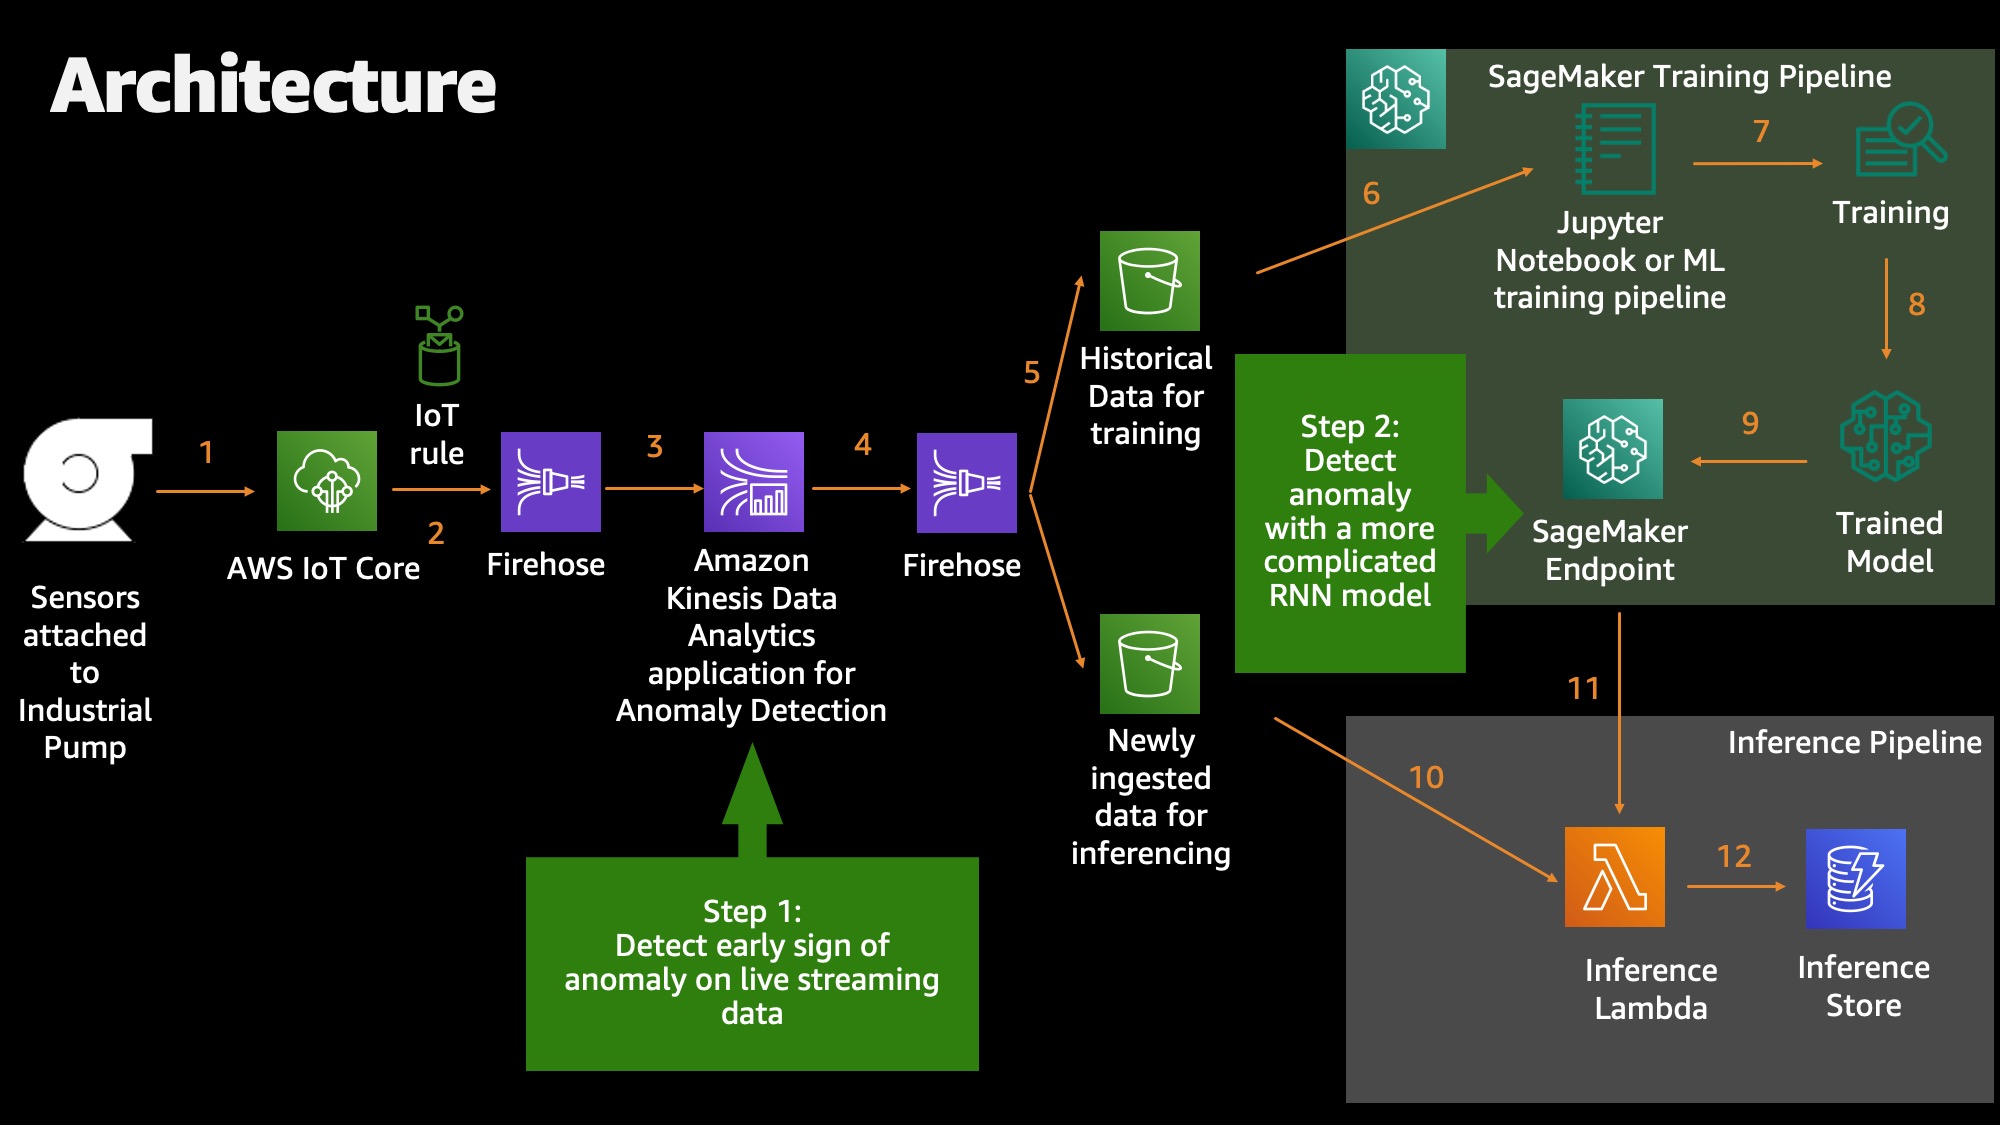 Architecture
SageMaker Training Pipeline
7
6
Jupyter
Notebook or ML
training pipeline
Training
8
Historical
Data for
training
5
IoT
rule
1
2
3
4
9
Sensors
attached
to
Industrial
Pump
AWS IoT Core
Firehose
Amazon
Kinesis Data
Analytics
application for
Anomaly Detection
Firehose
Step 2:
Detect
anomaly
with a more
complicated
RNN model
SageMaker
Endpoint
Trained
Model
11
Newly
ingested
data for
inferencing
Inference Pipeline
10
12
Step 1:
Detect early sign of
anomaly on live streaming
data
Inference
Lambda
Inference
Store